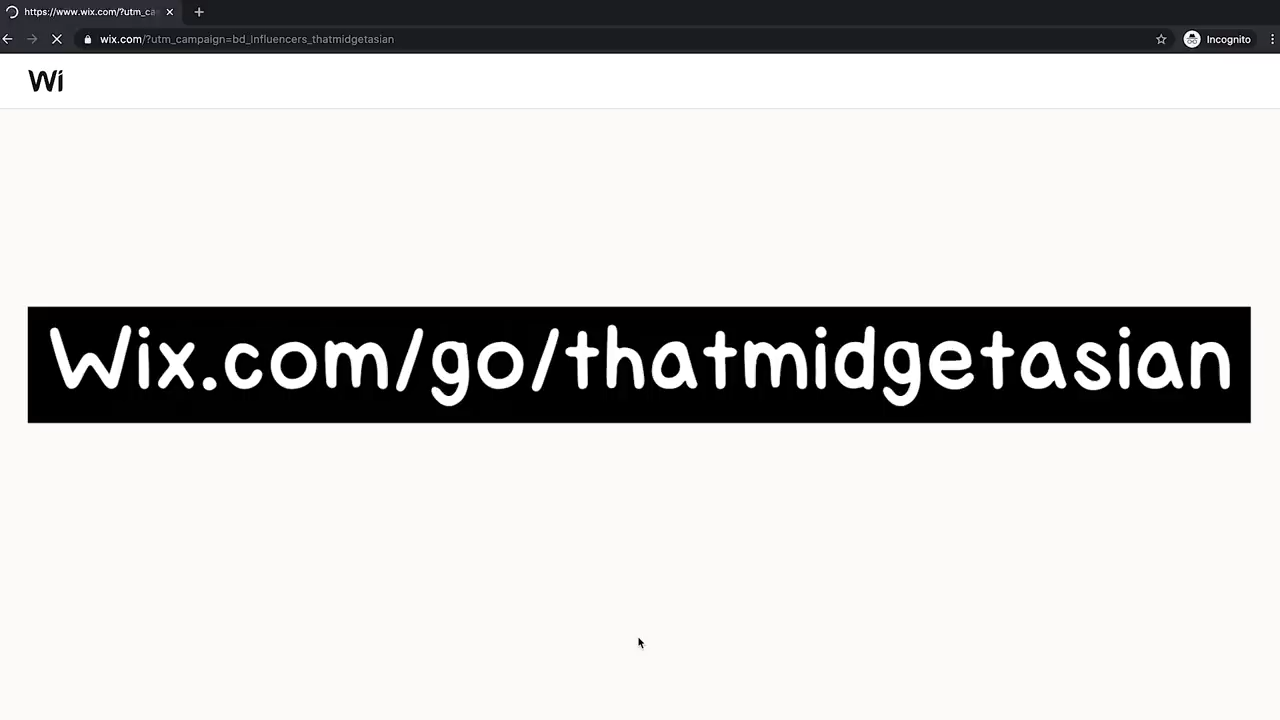 https://www.wix.com/?utm_ca
wix.com/?utm_campaign=bd_influencers_thatmidgetasian
Incognito
Wi
Wix.com/go/thatmidgetasian